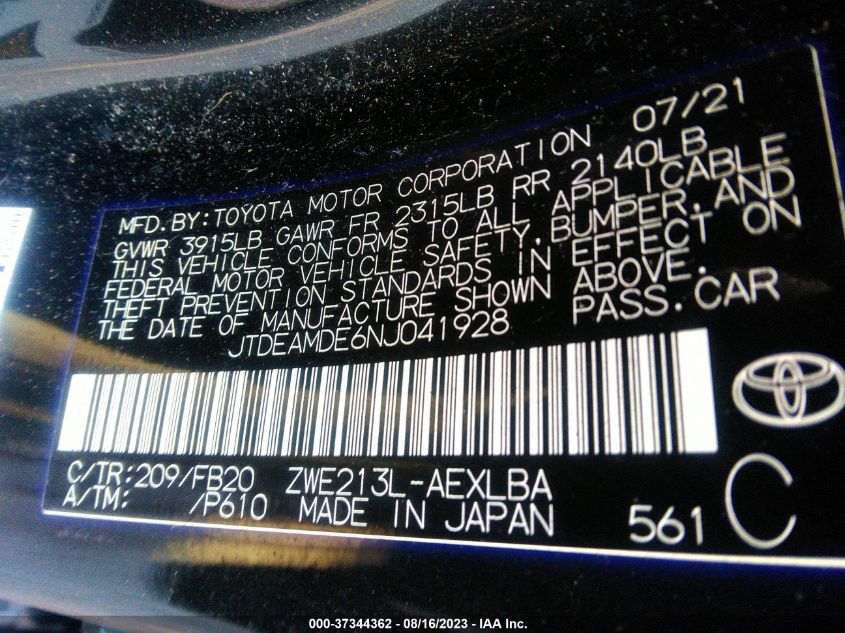 MFD.BY:TOYOTA MOTOR CORPORATION 07/21
GVWR 3915LB GAWR FR 2315LB RR 2140LB
THIS VEHICLE CONFORMS TO ALL APPLICABLE
FEDERAL MOTOR VEHICLE SAFETY,BUMPER,AND
THEFT PREVENTION STANDARDS IN EFFECT ON
THE DATE OF MANUFACTURE SHOWN ABOVE.
JTDEAMDE6NJ041928 PASS.CAR
C/TR:209/FB20 ZWE213L-AEXLBA
A/TM: /P610 MADE IN JAPAN 561 C
000-37344362 - 08/16/2023 - IAA Inc.